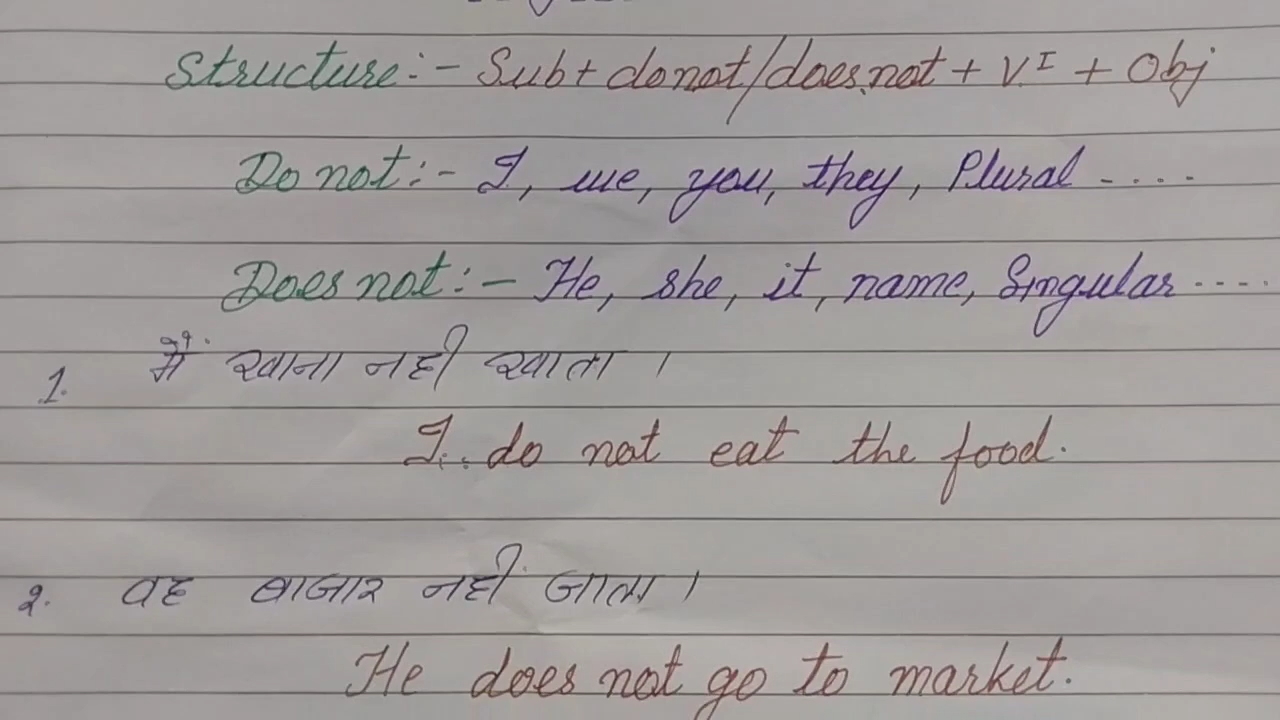 Structure:- Sub + do not/does not + V^I + Obj
Do not:- I, we, you, they, Plural ----
Does not:- He, she, it, name, Singular ----
1. मैं खाना नही खाता ।
I do not eat the food.
2. वह बाजार नहीं जाता ।
He does not go to market.